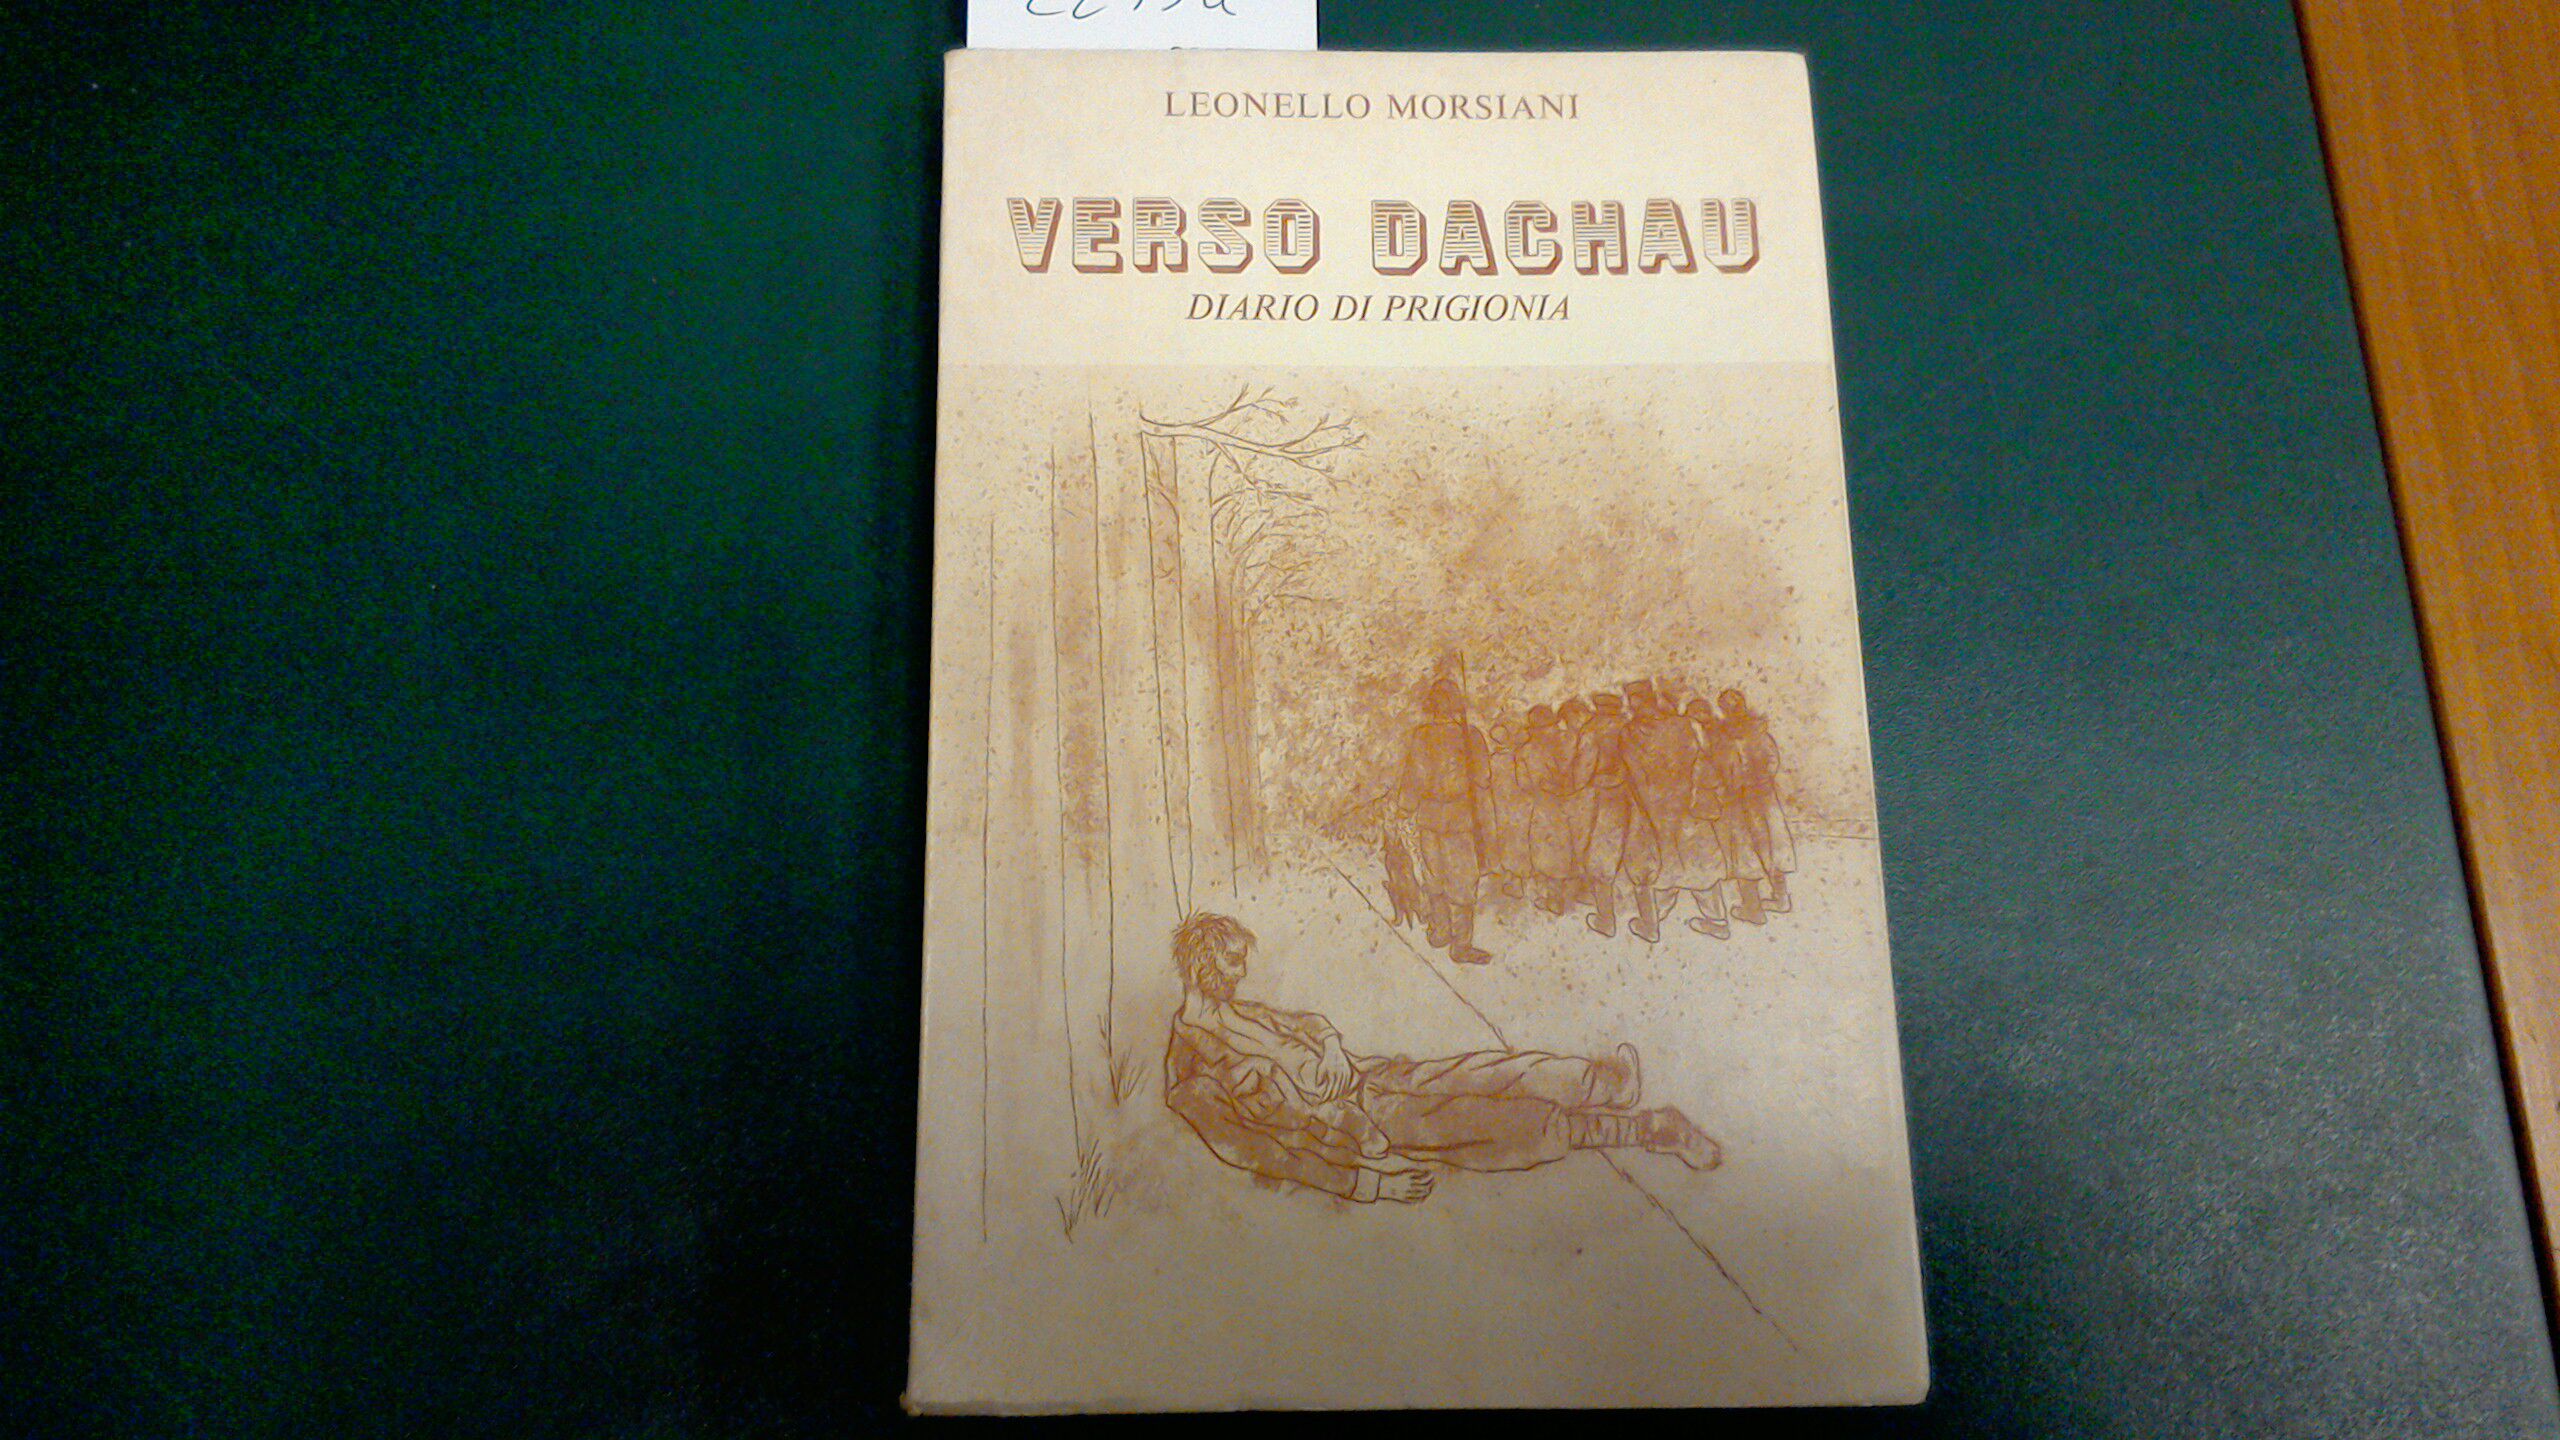 LEONELLO MORSIANI
VERSO DACHAU
DIARIO DI PRIGIONIA